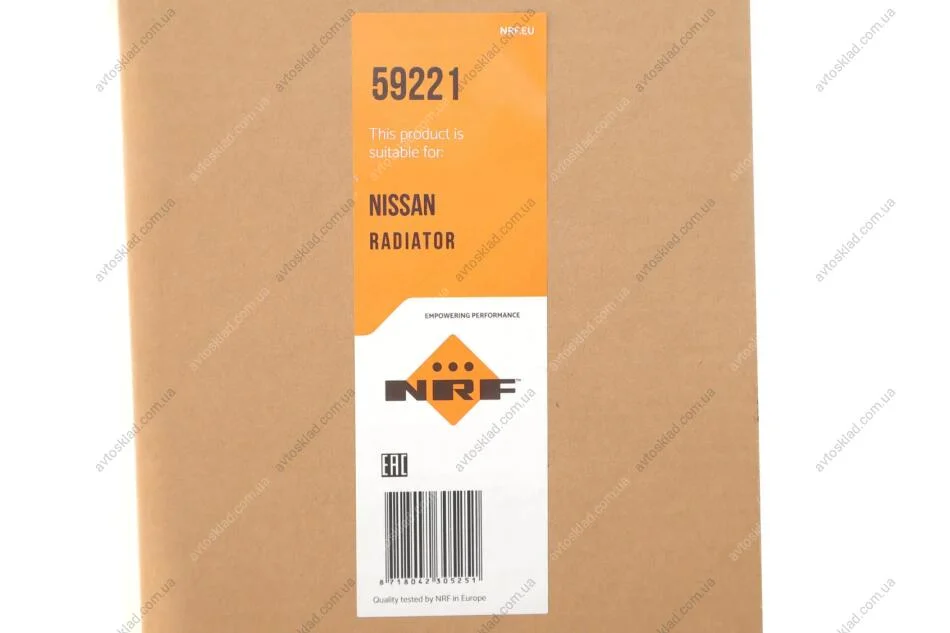 NRF.EU
59221
This product is
suitable for:
NISSAN
RADIATOR
EMPOWERING PERFORMANCE
NRF™
EAC
8 718042 305251
Quality tested by NRF in Europe
avtosklad.com.ua